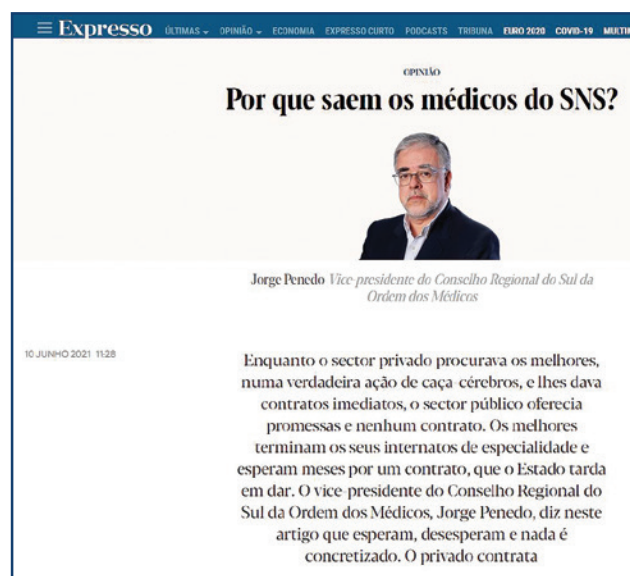 Expresso ÚLTIMAS OPINIÃO ECONOMIA EXPRESSO CURTO PODCASTS TRIBUNA EURO 2020 COVID-19 MULTIM
OPINIÃO
Por que saem os médicos do SNS?
Jorge Penedo Vice-presidente do Conselho Regional do Sul da
Ordem dos Médicos
10 JUNHO 2021 11:28
Enquanto o sector privado procurava os melhores,
numa verdadeira ação de caça-cérebros, e lhes dava
contratos imediatos, o sector público oferecia
promessas e nenhum contrato. Os melhores
terminam os seus internatos de especialidade e
esperam meses por um contrato, que o Estado tarda
em dar. O vice-presidente do Conselho Regional do
Sul da Ordem dos Médicos, Jorge Penedo, diz neste
artigo que esperam, desesperam e nada é
concretizado. O privado contrata